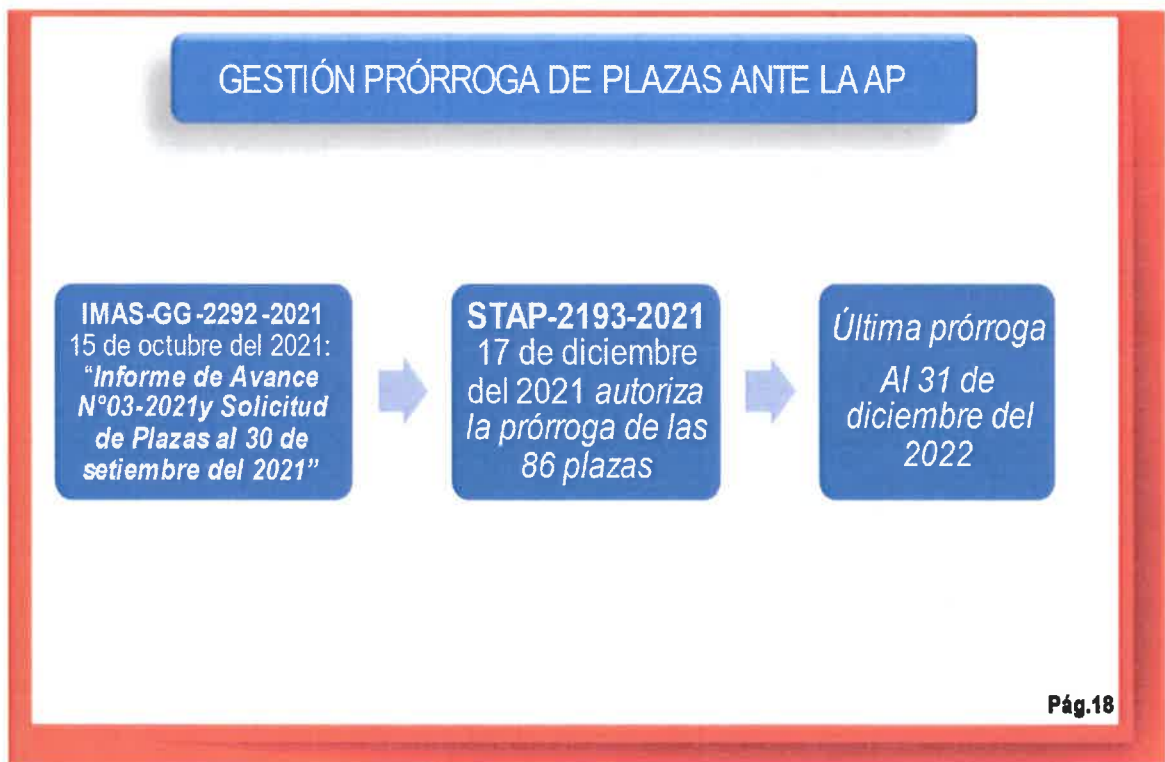 GESTIÓN PRÓRROGA DE PLAZAS ANTE LA AP
IMAS-GG-2292-2021
15 de octubre del 2021:
“Informe de Avance
N°03-2021y Solicitud
de Plazas al 30 de
setiembre del 2021”
STAP-2193-2021
17 de diciembre
del 2021 autoriza
la prórroga de las
86 plazas
Última prórroga
Al 31 de
diciembre del
2022
Pág.18